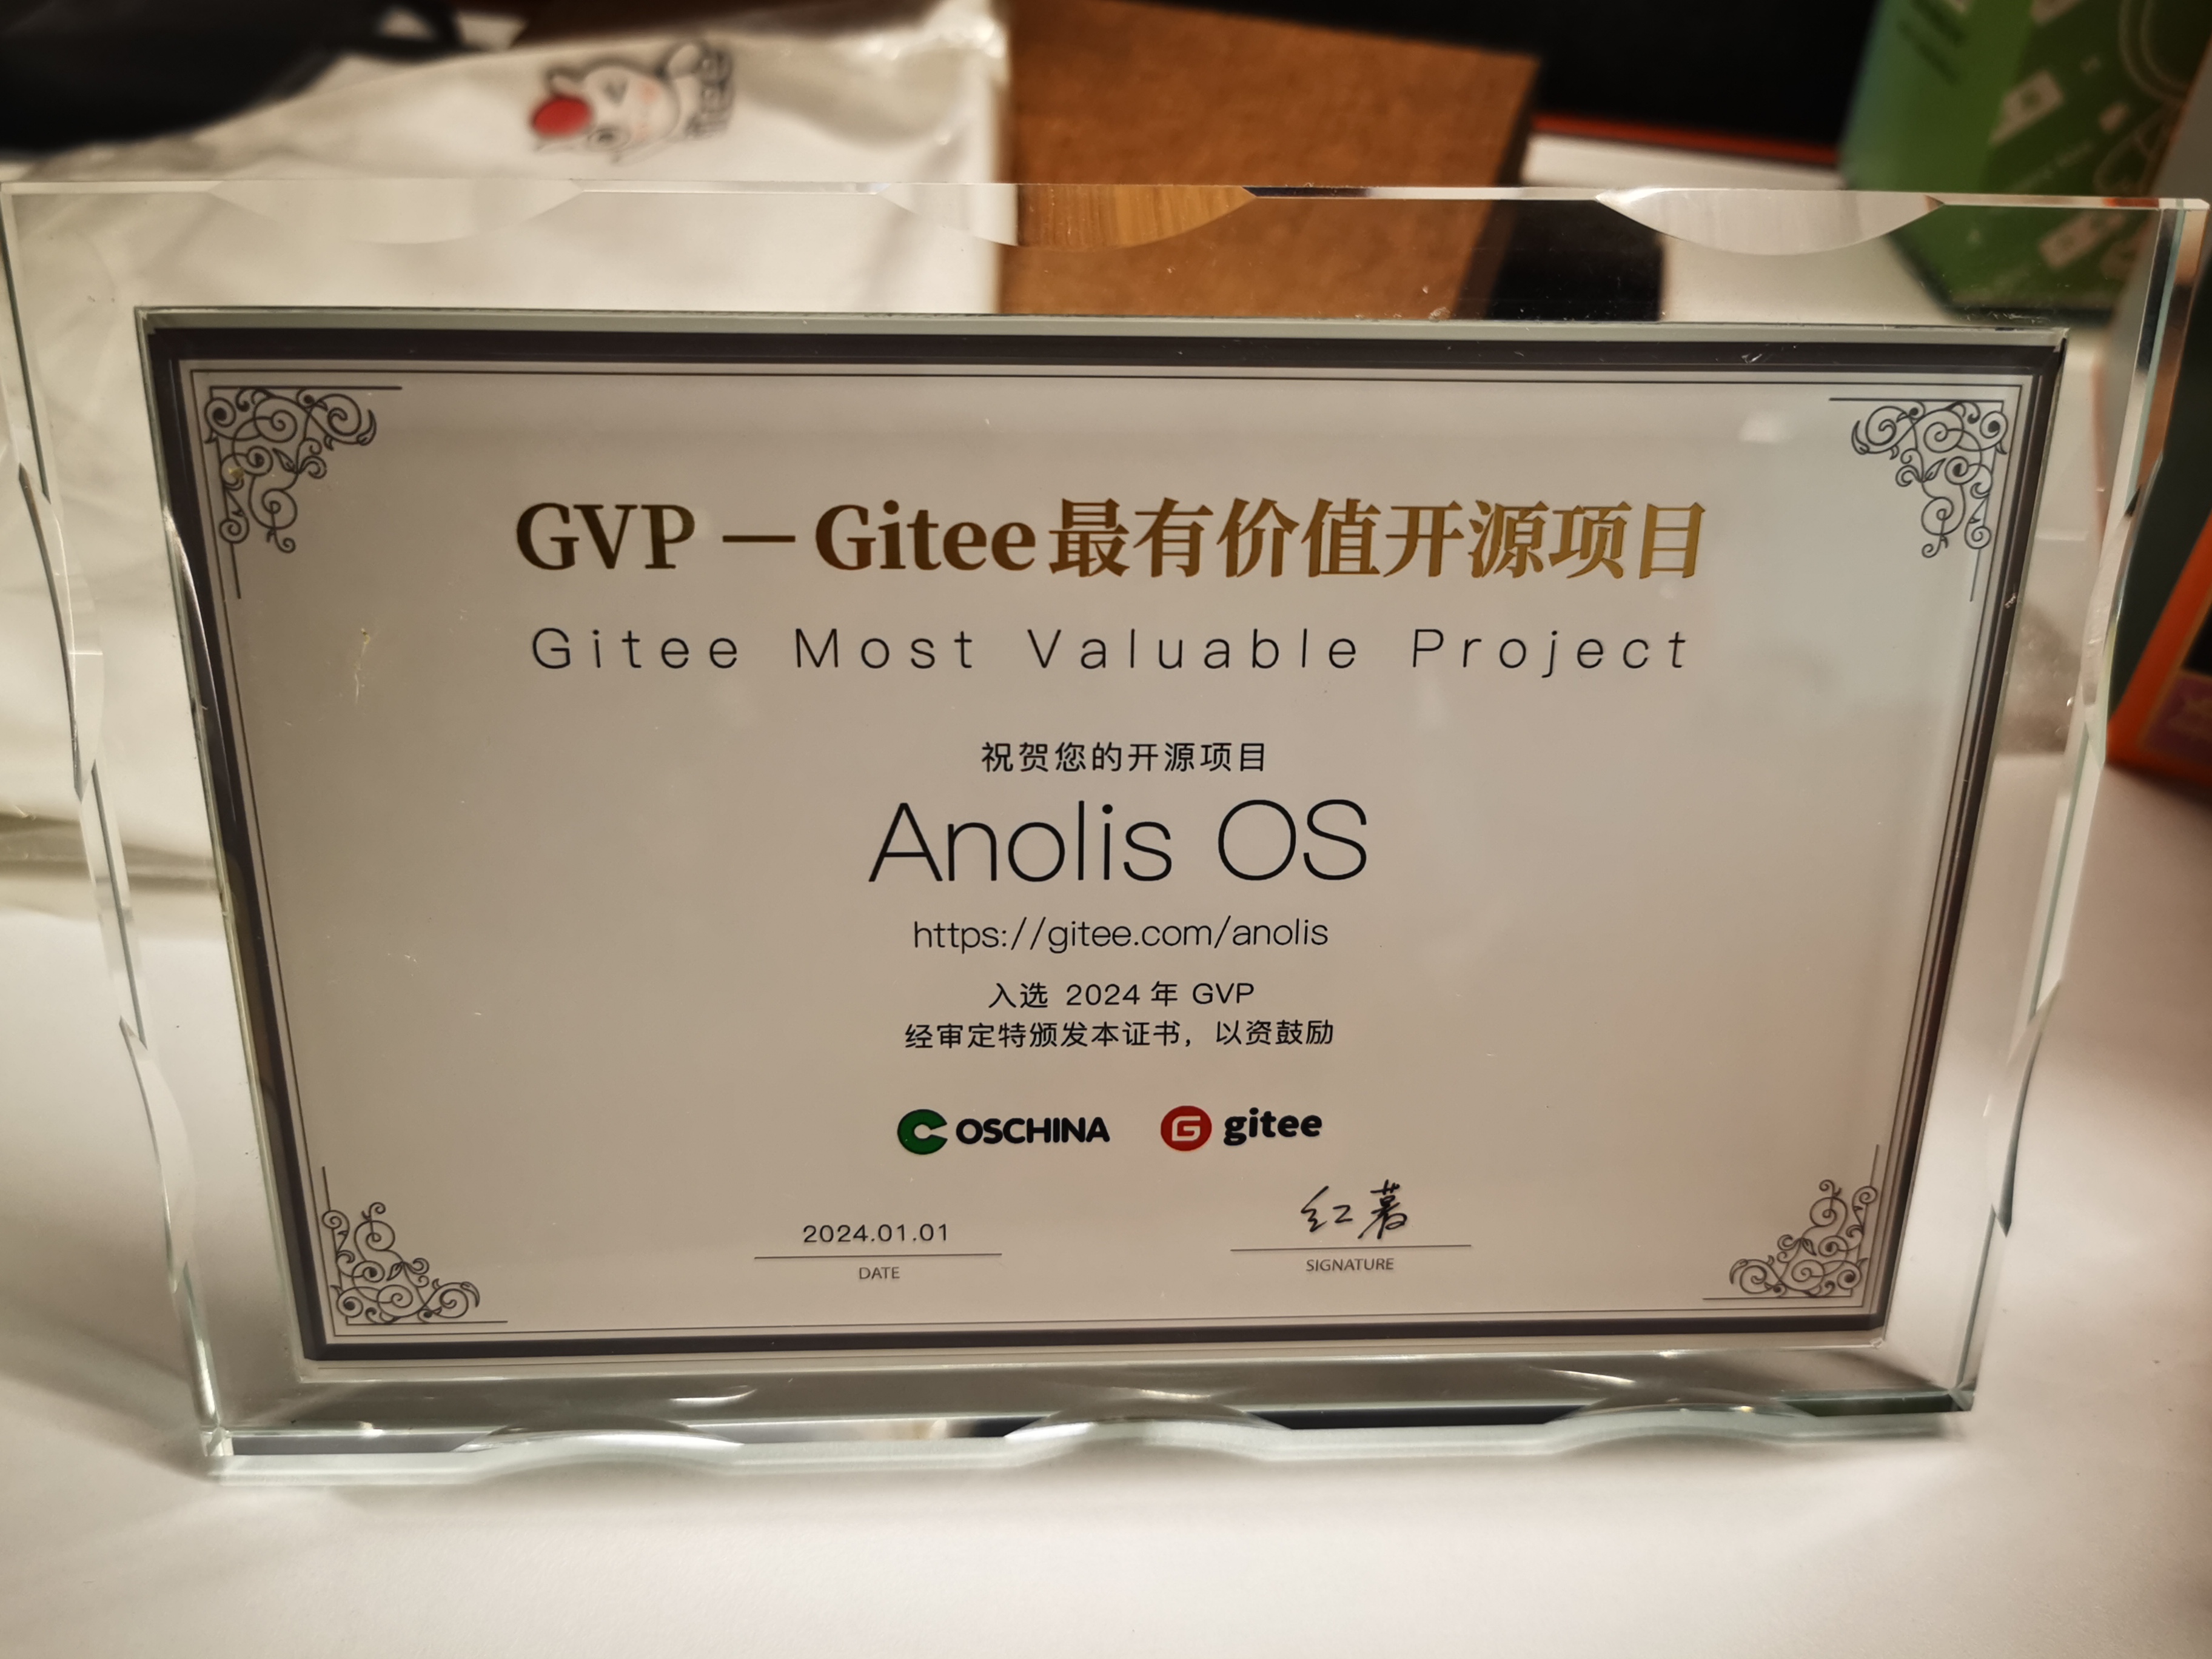 GVP — Gitee最有价值开源项目
Gitee Most Valuable Project
祝贺您的开源项目
Anolis OS
https://gitee.com/anolis
入选 2024 年 GVP
经审定特颁发本证书，以资鼓励
OSCHINA gitee
2024.01.01 红薯
DATE SIGNATURE